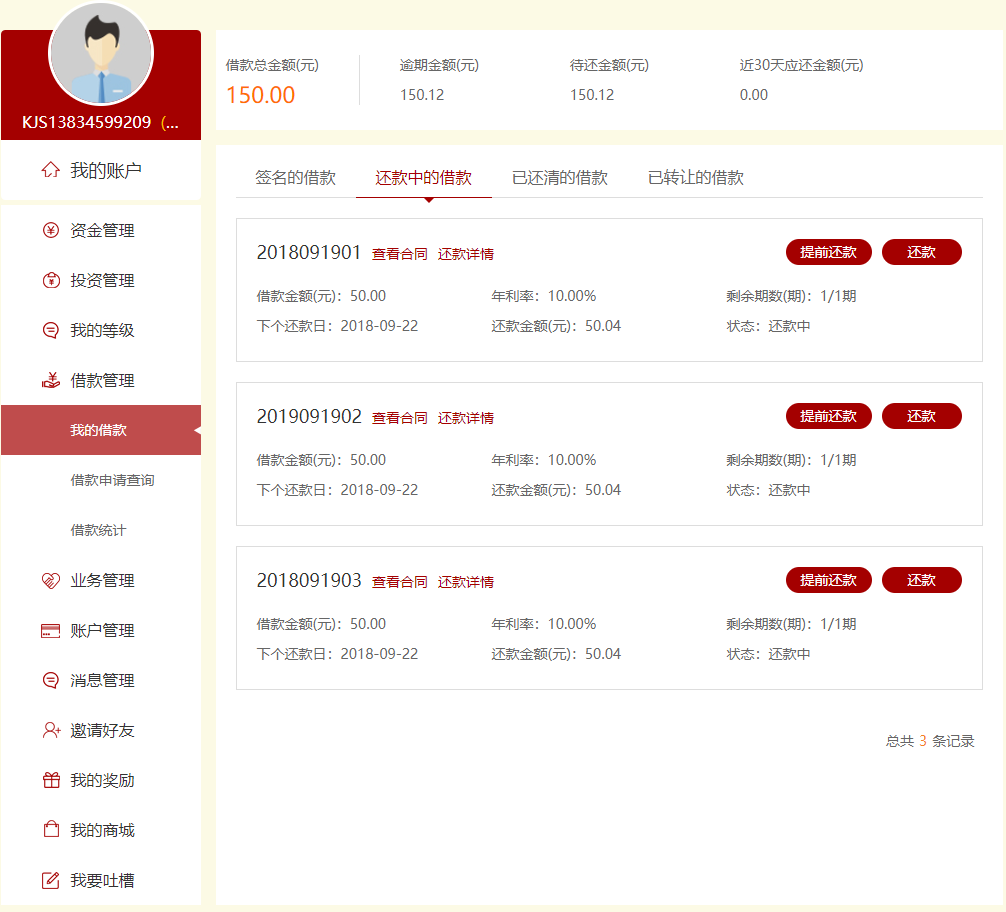 KJS13834599209 (...
我的账户
资金管理
投资管理
我的等级
借款管理
我的借款
借款申请查询
借款统计
业务管理
账户管理
消息管理
邀请好友
我的奖励
我的商城
我要吐槽
借款总金额(元) 逾期金额(元) 待还金额(元) 近30天应还金额(元)
150.00 150.12 150.12 0.00
签名的借款 还款中的借款 已还清的借款 已转让的借款
2018091901 查看合同 还款详情 提前还款 还款
借款金额(元): 50.00 年利率: 10.00% 剩余期数(期): 1/1期
下个还款日: 2018-09-22 还款金额(元): 50.04 状态: 还款中
2019091902 查看合同 还款详情 提前还款 还款
借款金额(元): 50.00 年利率: 10.00% 剩余期数(期): 1/1期
下个还款日: 2018-09-22 还款金额(元): 50.04 状态: 还款中
2018091903 查看合同 还款详情 提前还款 还款
借款金额(元): 50.00 年利率: 10.00% 剩余期数(期): 1/1期
下个还款日: 2018-09-22 还款金额(元): 50.04 状态: 还款中
总共 3 条记录